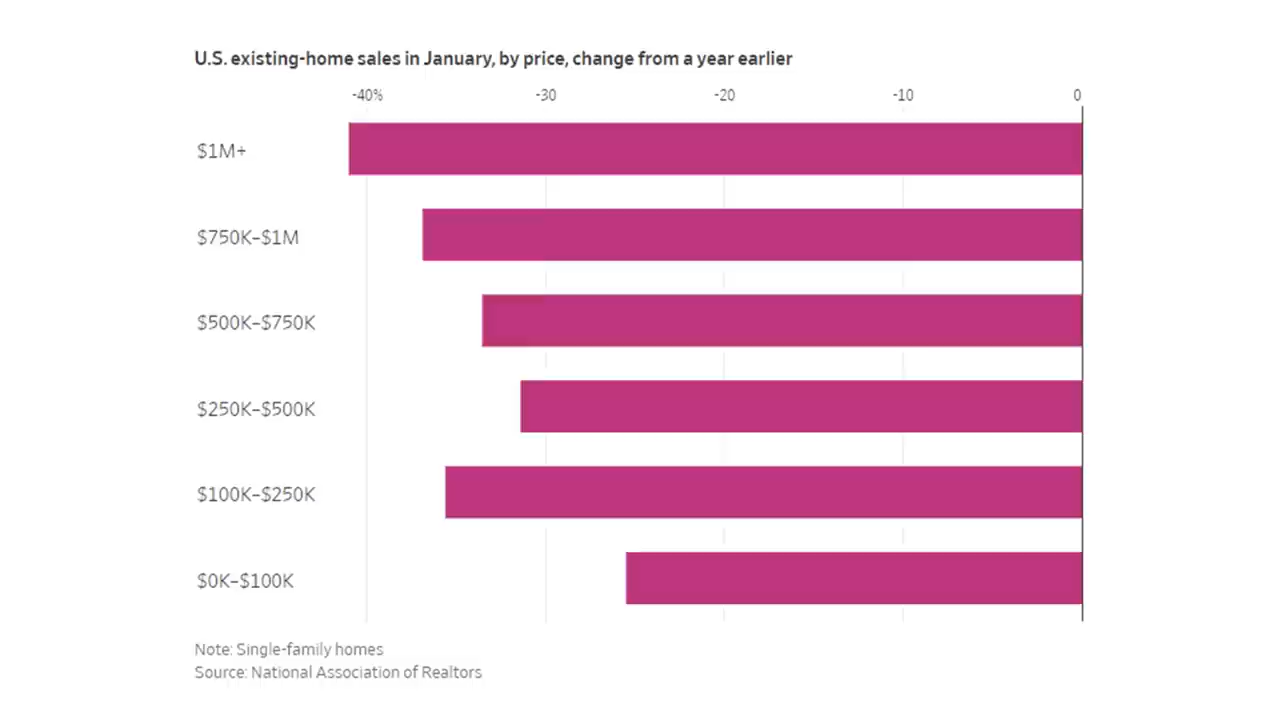 U.S. existing-home sales in January, by price, change from a year earlier
-40% -30 -20 -10 0
$1M+
$750K–$1M
$500K–$750K
$250K–$500K
$100K–$250K
$0K–$100K
Note: Single-family homes
Source: National Association of Realtors